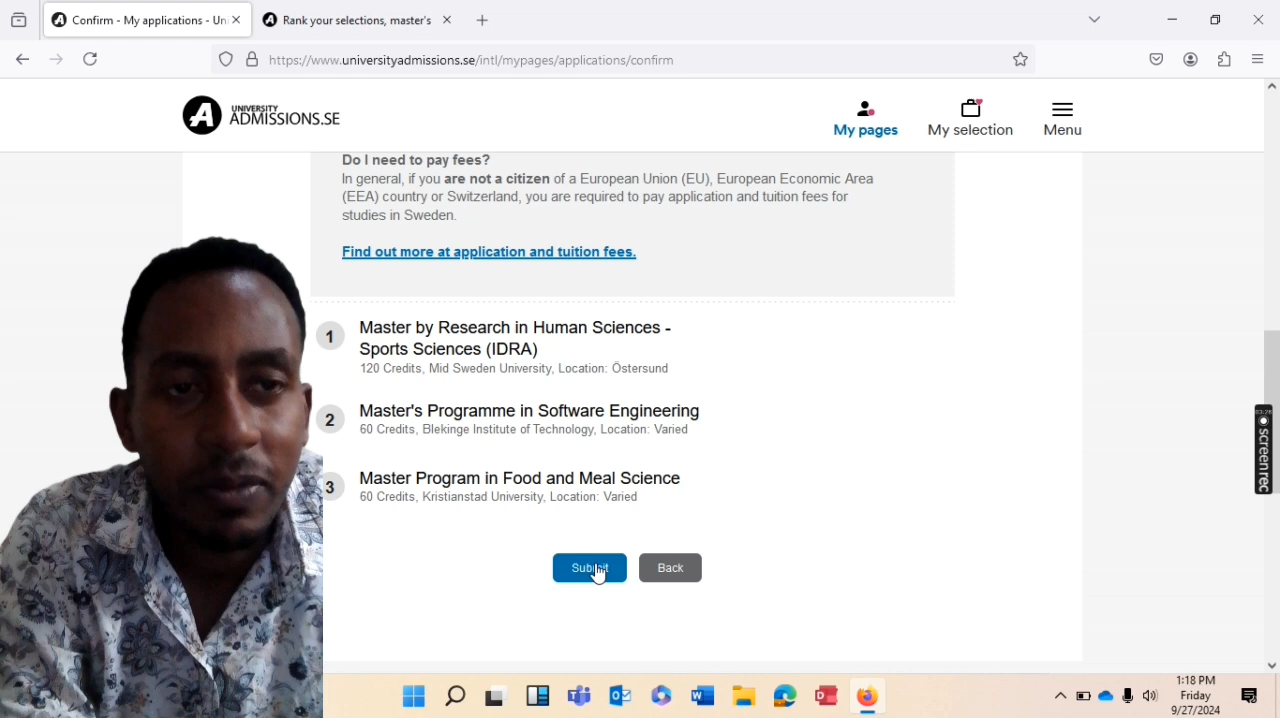 Confirm - My applications - Un
Rank your selections, master's
https://www.universityadmissions.se/intl/mypages/applications/confirm
UNIVERSITY
ADMISSIONS.SE
My pages
My selection
Menu
Do I need to pay fees?
In general, if you are not a citizen of a European Union (EU), European Economic Area
(EEA) country or Switzerland, you are required to pay application and tuition fees for
studies in Sweden.
Find out more at application and tuition fees.
1
Master by Research in Human Sciences -
Sports Sciences (IDRA)
120 Credits, Mid Sweden University, Location: Östersund
2
Master's Programme in Software Engineering
60 Credits, Blekinge Institute of Technology, Location: Varied
3
Master Program in Food and Meal Science
60 Credits, Kristianstad University, Location: Varied
Submit
Back
screenrec
1:18 PM
Friday
9/27/2024